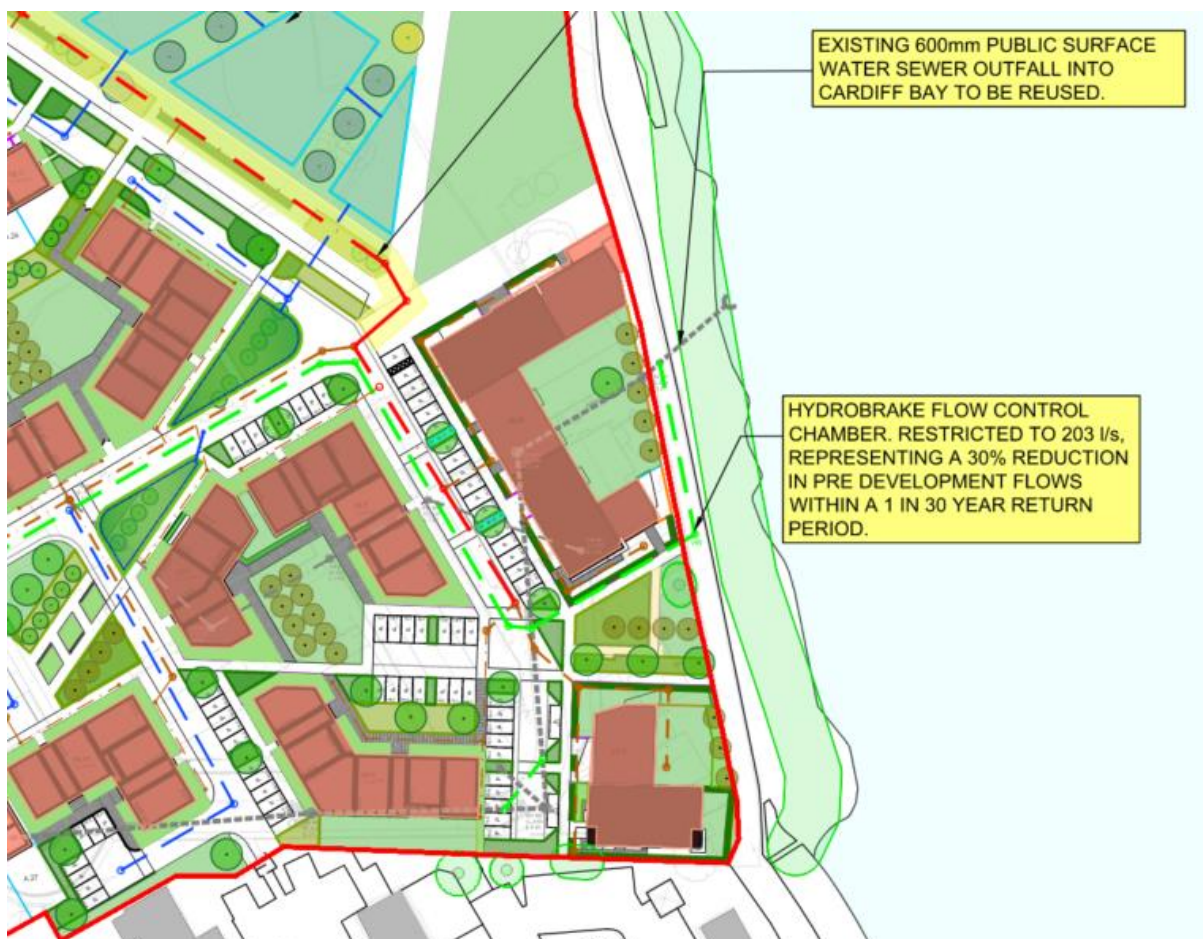 EXISTING 600mm PUBLIC SURFACE
WATER SEWER OUTFALL INTO
CARDIFF BAY TO BE REUSED.
HYDROBRAKE FLOW CONTROL
CHAMBER. RESTRICTED TO 203 l/s,
REPRESENTING A 30% REDUCTION
IN PRE DEVELOPMENT FLOWS
WITHIN A 1 IN 30 YEAR RETURN
PERIOD.
A.27